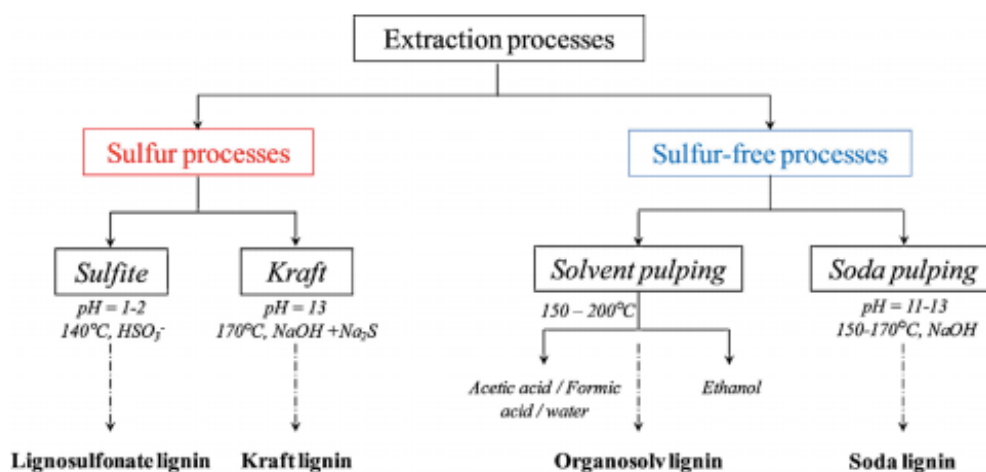 Extraction processes
Sulfur processes
Sulfur-free processes
Sulfite
Kraft
Solvent pulping
Soda pulping
pH = 1-2
140°C, HSO₃⁻
pH = 13
170°C, NaOH +Na₂S
150 – 200°C
pH = 11-13
150-170°C, NaOH
Acetic acid / Formic
acid / water
Ethanol
Lignosulfonate lignin
Kraft lignin
Organosolv lignin
Soda lignin